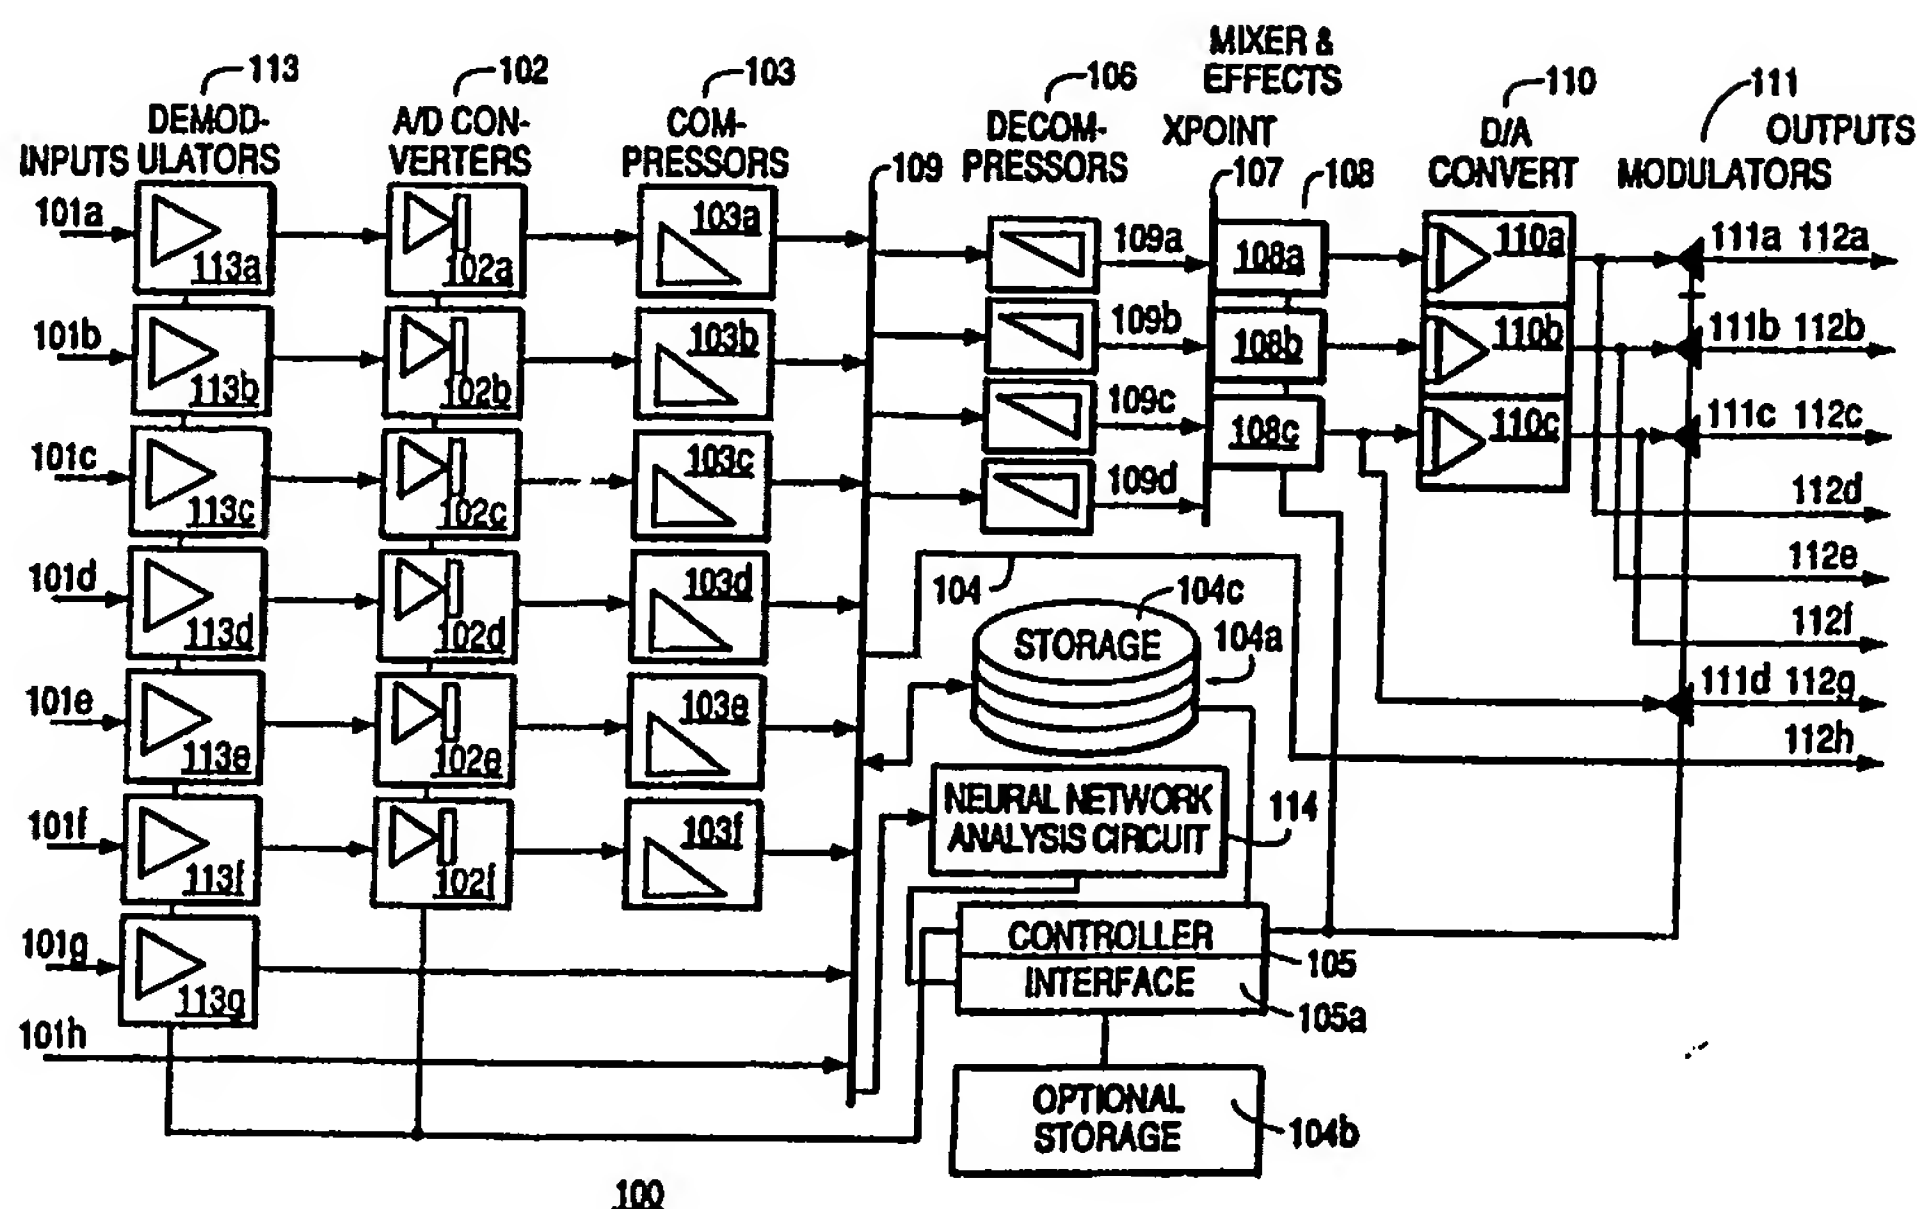 MIXER &
EFFECTS
113
102
103
106
110
111
DEMOD-
ULATORS
A/D CON-
VERTERS
COM-
PRESSORS
DECOM-
PRESSORS
XPOINT
D/A
CONVERT
MODULATORS
OUTPUTS
INPUTS
109
107
108
101a
113a
102a
103a
109a
108a
110a
111a 112a
101b
113b
102b
103b
109b
108b
110b
111b 112b
101c
113c
102c
103c
109c
108c
110c
111c 112c
109d
112d
101d
113d
102d
103d
112e
104
104c
112f
STORAGE
104a
101e
113e
102e
103e
111d 112g
112h
101f
113f
102f
103f
NEURAL NETWORK
ANALYSIS CIRCUIT
114
101g
113g
CONTROLLER
105
INTERFACE
105a
101h
OPTIONAL
STORAGE
104b
100